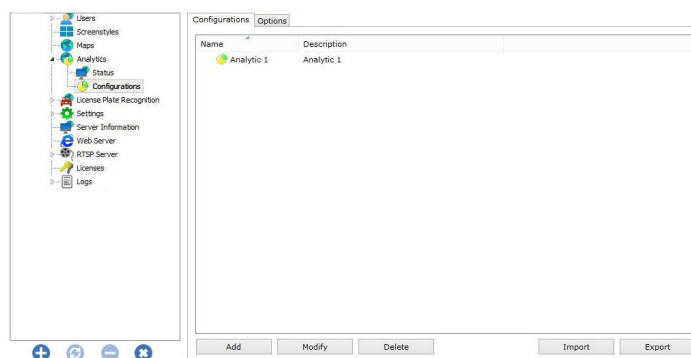 Users
Screenstyles
Maps
Analytics
Status
Configurations
License Plate Recognition
Settings
Server Information
Web Server
RTSP Server
Licenses
Logs
Configurations Options
Name Description
Analytic 1 Analytic 1
Add Modify Delete Import Export